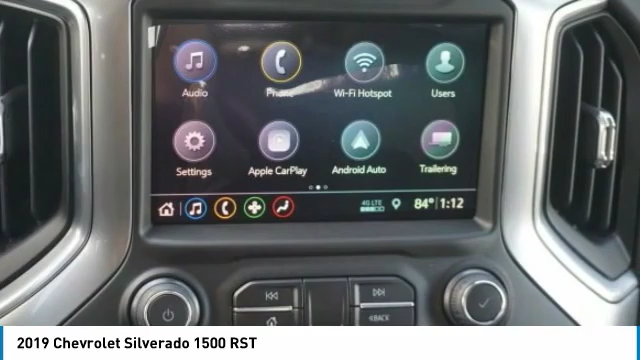 Audio Phone Wi-Fi Hotspot Users
Settings Apple CarPlay Android Auto Trailering
4G LTE 84° 1:12
BACK
2019 Chevrolet Silverado 1500 RST